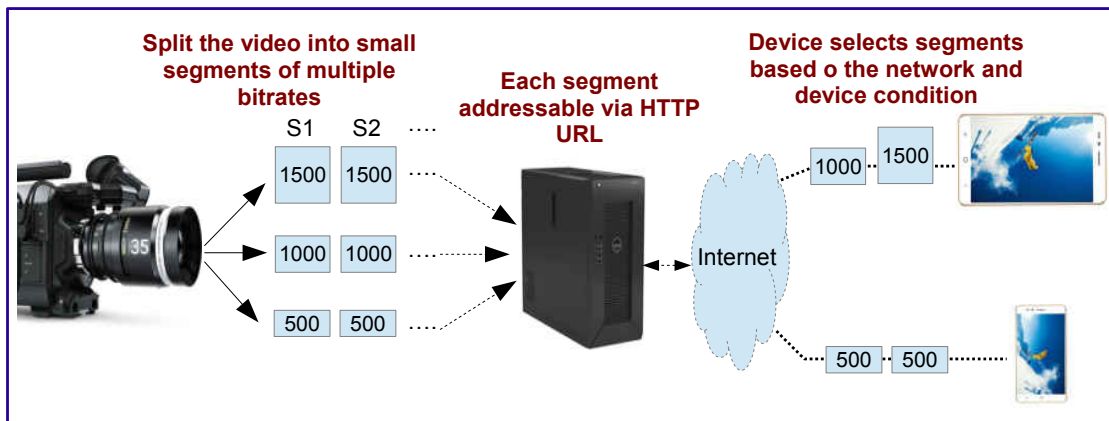 Split the video into small
segments of multiple
bitrates
Each segment
addressable via HTTP
URL
Device selects segments
based o the network and
device condition
S1 S2 ....
1500 1500 ....
1000 1000 ....
500 500 ....
35
Internet
1000 1500
500 500